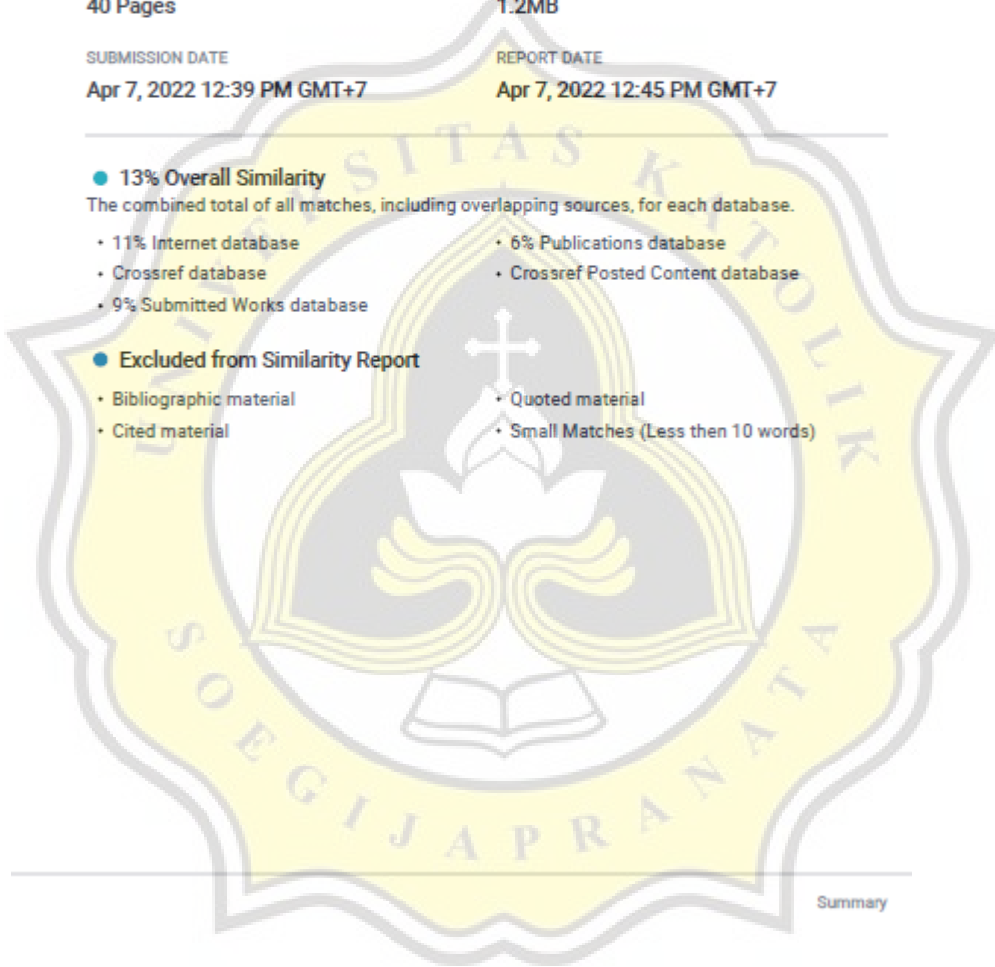 40 Pages
1.2MB
SUBMISSION DATE
Apr 7, 2022 12:39 PM GMT+7
REPORT DATE
Apr 7, 2022 12:45 PM GMT+7
13% Overall Similarity
The combined total of all matches, including overlapping sources, for each database.
• 11% Internet database
• 6% Publications database
• Crossref database
• Crossref Posted Content database
• 9% Submitted Works database
Excluded from Similarity Report
• Bibliographic material
• Quoted material
• Cited material
• Small Matches (Less then 10 words)
UNIVERSITAS KATOLIK
SOEGIJAPRANATA
Summary